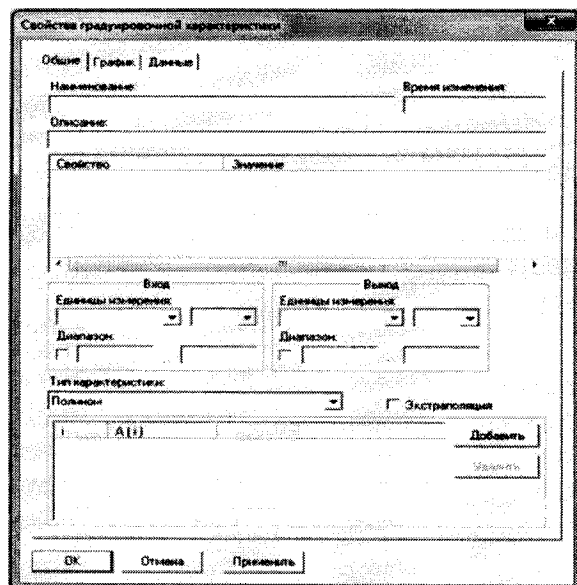 Свойства градуировочной характеристики
Общие График Данные
Наименование: Время изменения:
Описание:
Свойство Значение
Вход Выход
Единицы измерения: Единицы измерения:
Диапазон: Диапазон:
Тип характеристики:
Полином Экстраполяция
i A(i) Добавить
Удалить
OK Отмена Применить